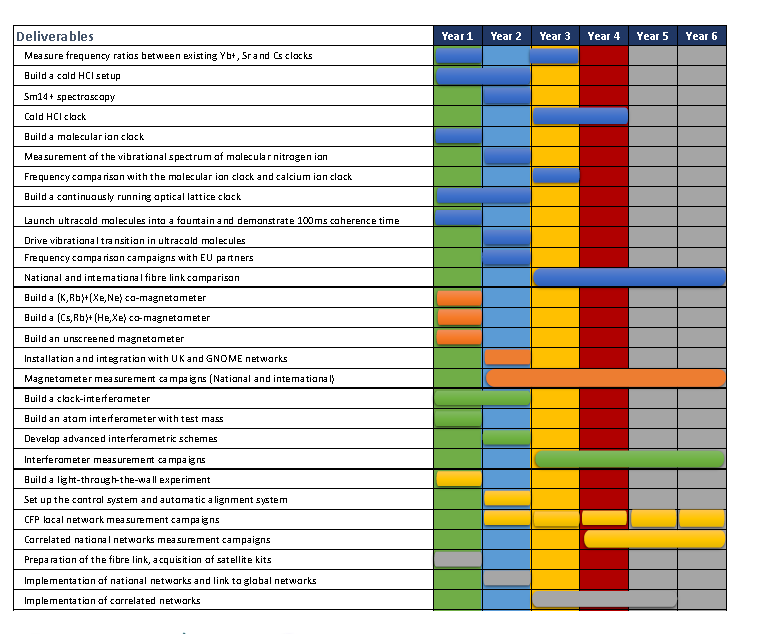 Deliverables Year 1 Year 2 Year 3 Year 4 Year 5 Year 6
Measure frequency ratios between existing Yb+, Sr and Cs clocks
Build a cold HCI setup
Sm14+ spectroscopy
Cold HCI clock
Build a molecular ion clock
Measurement of the vibrational spectrum of molecular nitrogen ion
Frequency comparison with the molecular ion clock and calcium ion clock
Build a continuously running optical lattice clock
Launch ultracold molecules into a fountain and demonstrate 100ms coherence time
Drive vibrational transition in ultracold molecules
Frequency comparison campaigns with EU partners
National and international fibre link comparison
Build a (K,Rb)+(Xe,Ne) co-magnetometer
Build a (Cs,Rb)+(He,Xe) co-magnetometer
Build an unscreened magnetometer
Installation and integration with UK and GNOME networks
Magnetometer measurement campaigns (National and international)
Build a clock-interferometer
Build an atom interferometer with test mass
Develop advanced interferometric schemes
Interferometer measurement campaigns
Build a light-through-the-wall experiment
Set up the control system and automatic alignment system
CFP local network measurement campaigns
Correlated national networks measurement campaigns
Preparation of the fibre link, acquisition of satellite kits
Implementation of national networks and link to global networks
Implementation of correlated networks